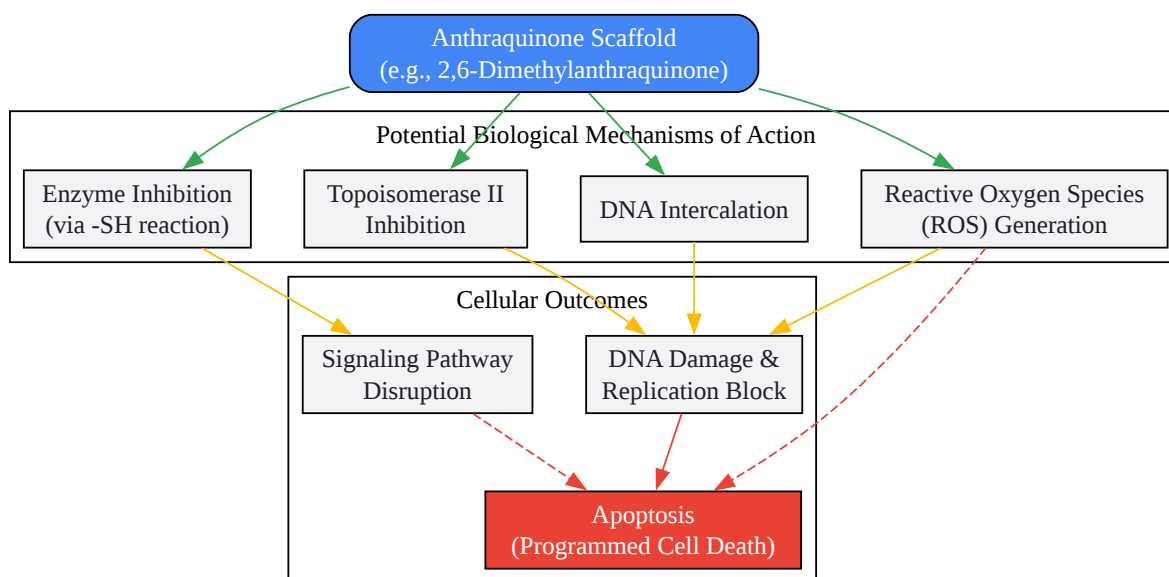 Anthraquinone Scaffold
(e.g., 2,6-Dimethylanthraquinone)
Potential Biological Mechanisms of Action
Enzyme Inhibition
(via -SH reaction)
Topoisomerase II
Inhibition
DNA Intercalation
Reactive Oxygen Species
(ROS) Generation
Cellular Outcomes
Signaling Pathway
Disruption
DNA Damage &
Replication Block
Apoptosis
(Programmed Cell Death)